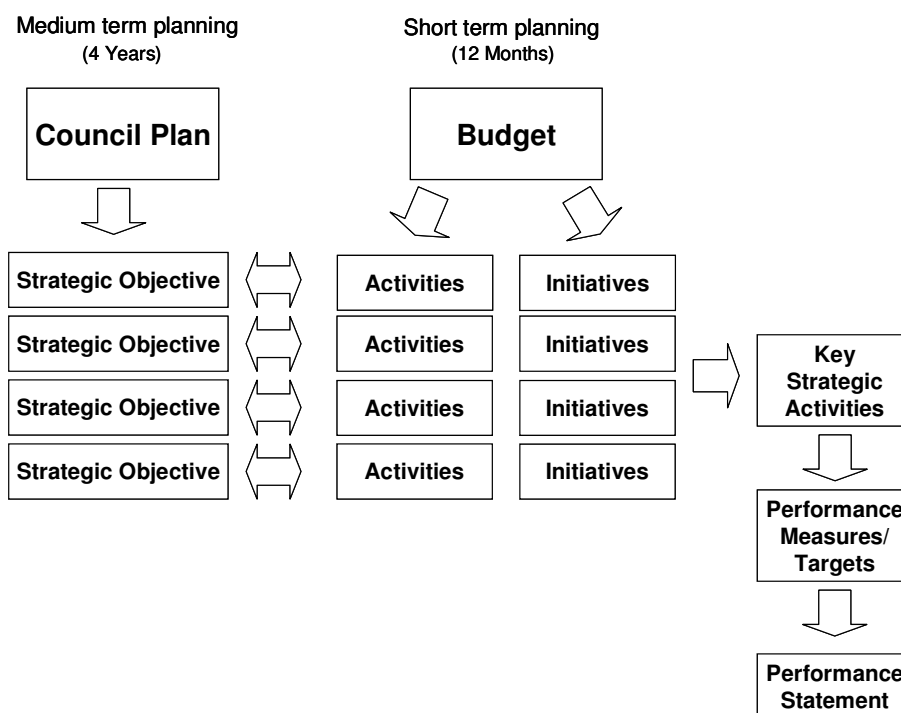 Medium term planning
(4 Years)
Short term planning
(12 Months)
Council Plan
Budget
Strategic Objective
Activities
Initiatives
Strategic Objective
Activities
Initiatives
Strategic Objective
Activities
Initiatives
Strategic Objective
Activities
Initiatives
Key
Strategic
Activities
Performance
Measures/
Targets
Performance
Statement